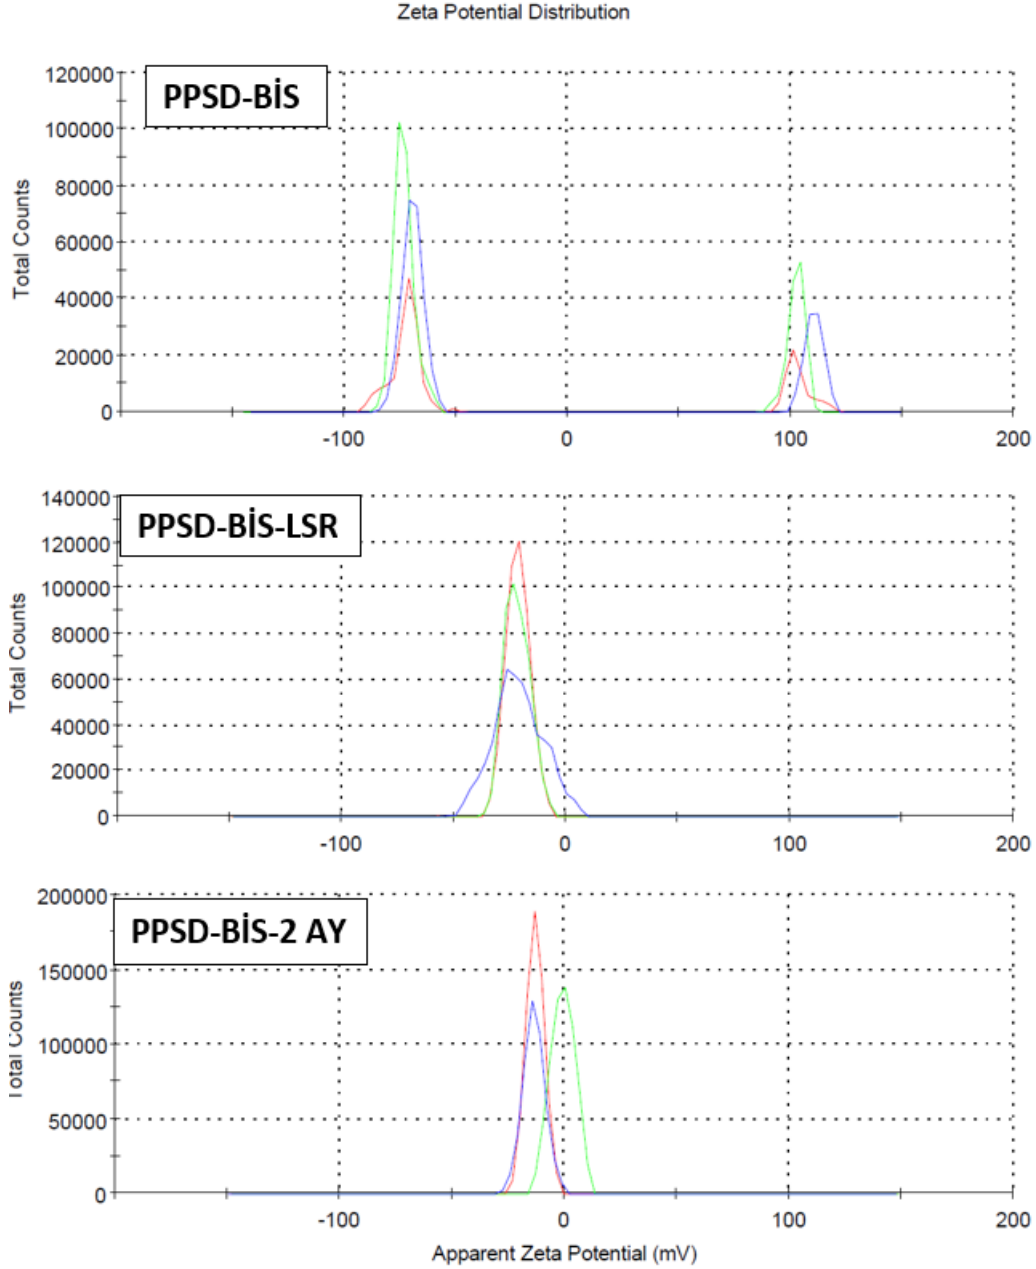 Zeta Potential Distribution
PPSD-BİS
Total Counts
120000
100000
80000
60000
40000
20000
0
-100 0 100 200
PPSD-BİS-LSR
Total Counts
140000
120000
100000
80000
60000
40000
20000
0
-100 0 100 200
PPSD-BİS-2 AY
Total Counts
200000
150000
100000
50000
0
-100 0 100 200
Apparent Zeta Potential (mV)